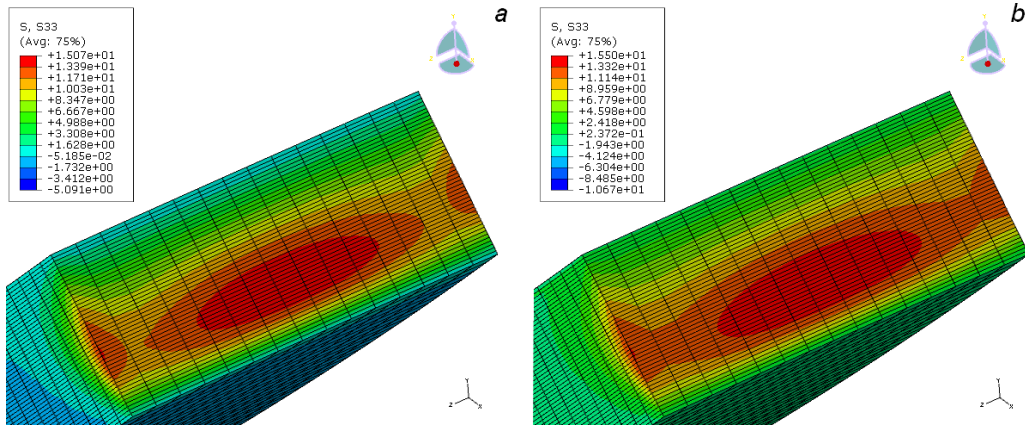 a
S, S33
(Avg: 75%)
+1.507e+01
+1.339e+01
+1.171e+01
+1.003e+01
+8.347e+00
+6.667e+00
+4.988e+00
+3.308e+00
+1.628e+00
-5.185e-02
-1.732e+00
-3.412e+00
-5.091e+00
Y
Z
X
b
S, S33
(Avg: 75%)
+1.550e+01
+1.332e+01
+1.114e+01
+8.959e+00
+6.779e+00
+4.598e+00
+2.418e+00
+2.372e-01
-1.943e+00
-4.124e+00
-6.304e+00
-8.485e+00
-1.067e+01
Y
Z
X